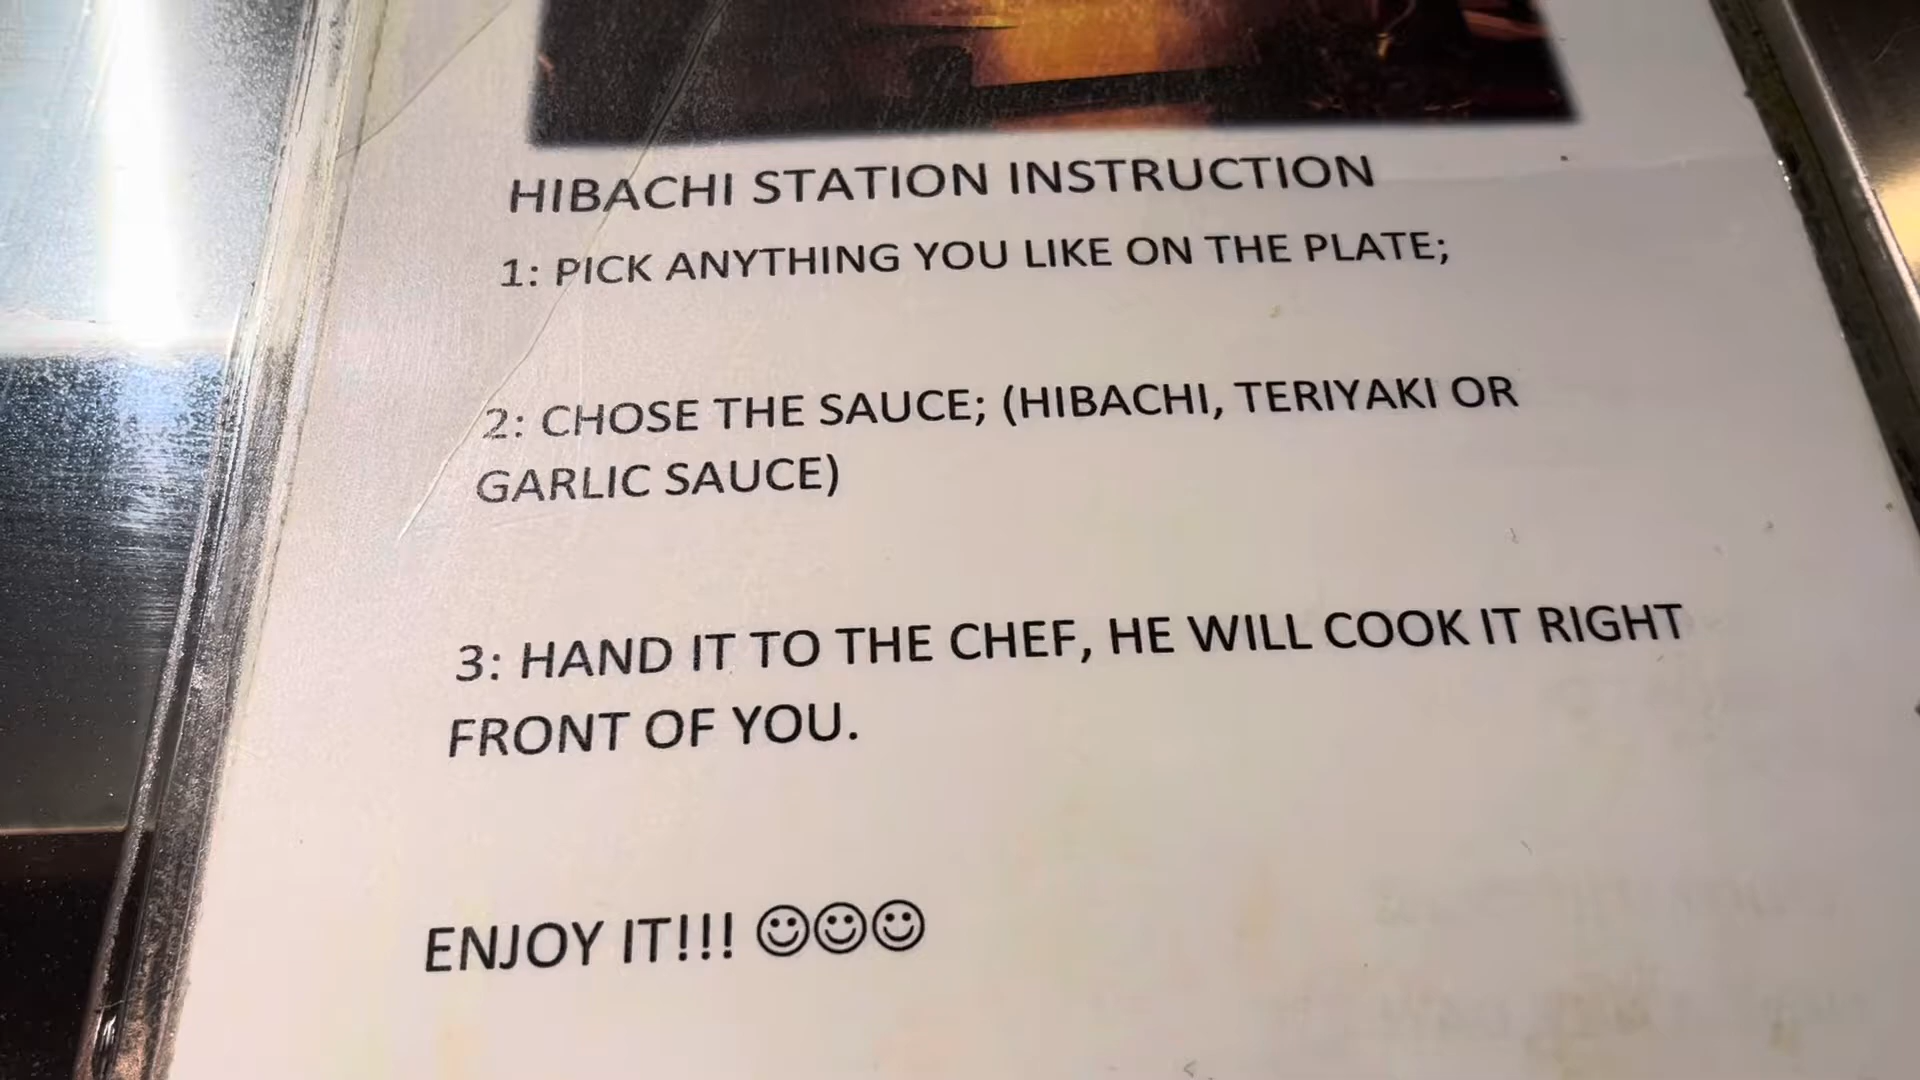 HIBACHI STATION INSTRUCTION
1: PICK ANYTHING YOU LIKE ON THE PLATE;
2: CHOSE THE SAUCE; (HIBACHI, TERIYAKI OR
GARLIC SAUCE)
3: HAND IT TO THE CHEF, HE WILL COOK IT RIGHT
FRONT OF YOU.
ENJOY IT!!! ☺☺☺